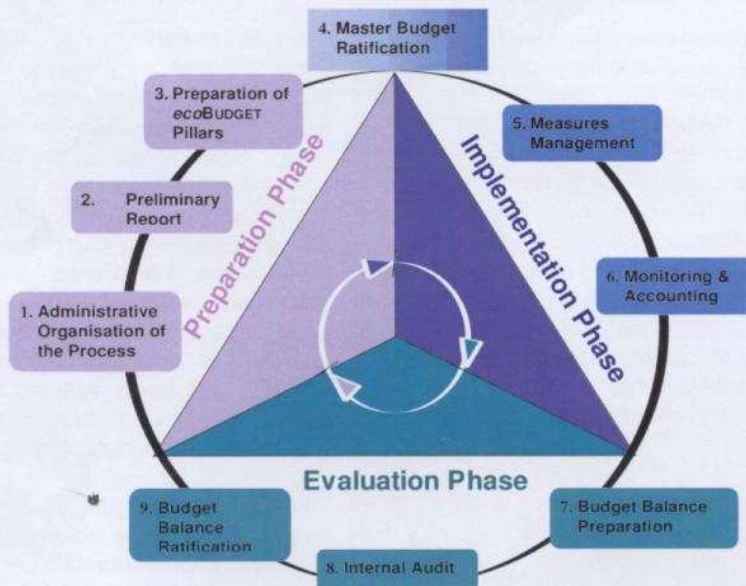 4. Master Budget
Ratification
3. Preparation of
ecoBUDGET
Pillars
5. Measures
Management
2. Preliminary
Report
Preparation Phase
Implementation Phase
6. Monitoring &
Accounting
1. Administrative
Organisation of
the Process
Evaluation Phase
9. Budget
Balance
Ratification
7. Budget Balance
Preparation
8. Internal Audit